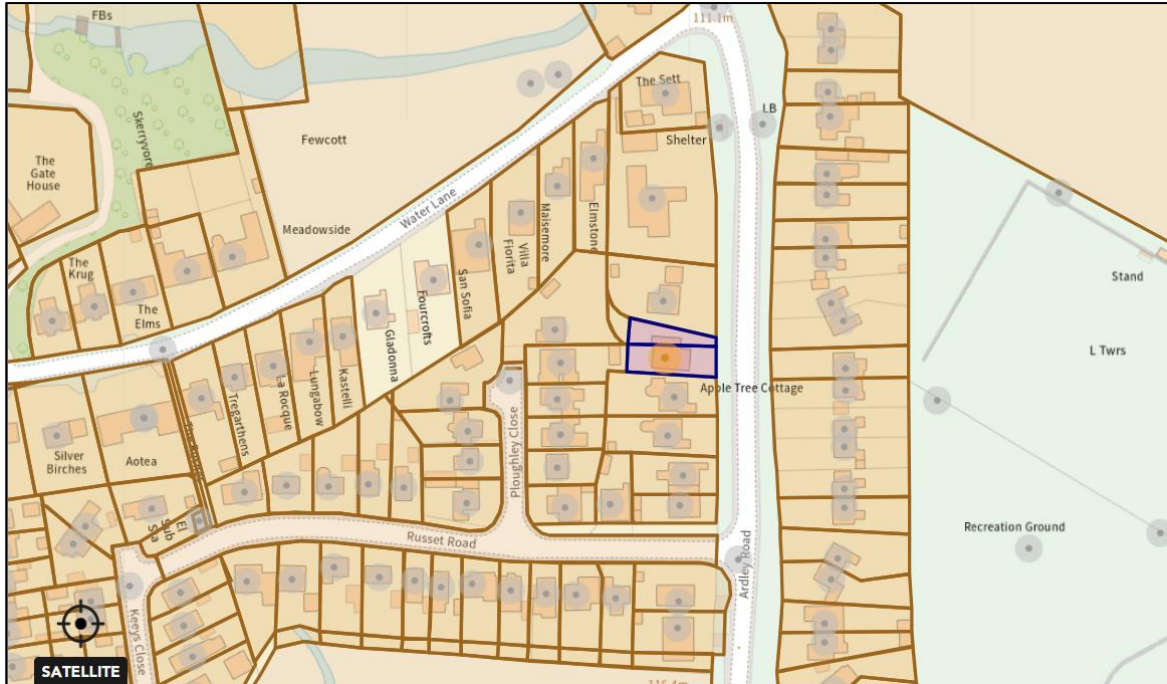 FBs
111.1m
The Sett
LB
Shelter
Skerryvore
Fewcott
The
Gate
House
Water Lane
Meadowside
Elmstone
Maisemore
Villa
Fiorita
San Sofia
Fourcrofts
Gladonna
The
Krug
The
Elms
Stand
L Twrs
Kastelli
Lungabow
La Rocque
Tregarthens
Apple Tree Cottage
Ploughley Close
Silver
Birches
Aotea
El
Sub
Sta
Russet Road
Ardley Road
Recreation Ground
Keeys Close
SATELLITE
116.4m